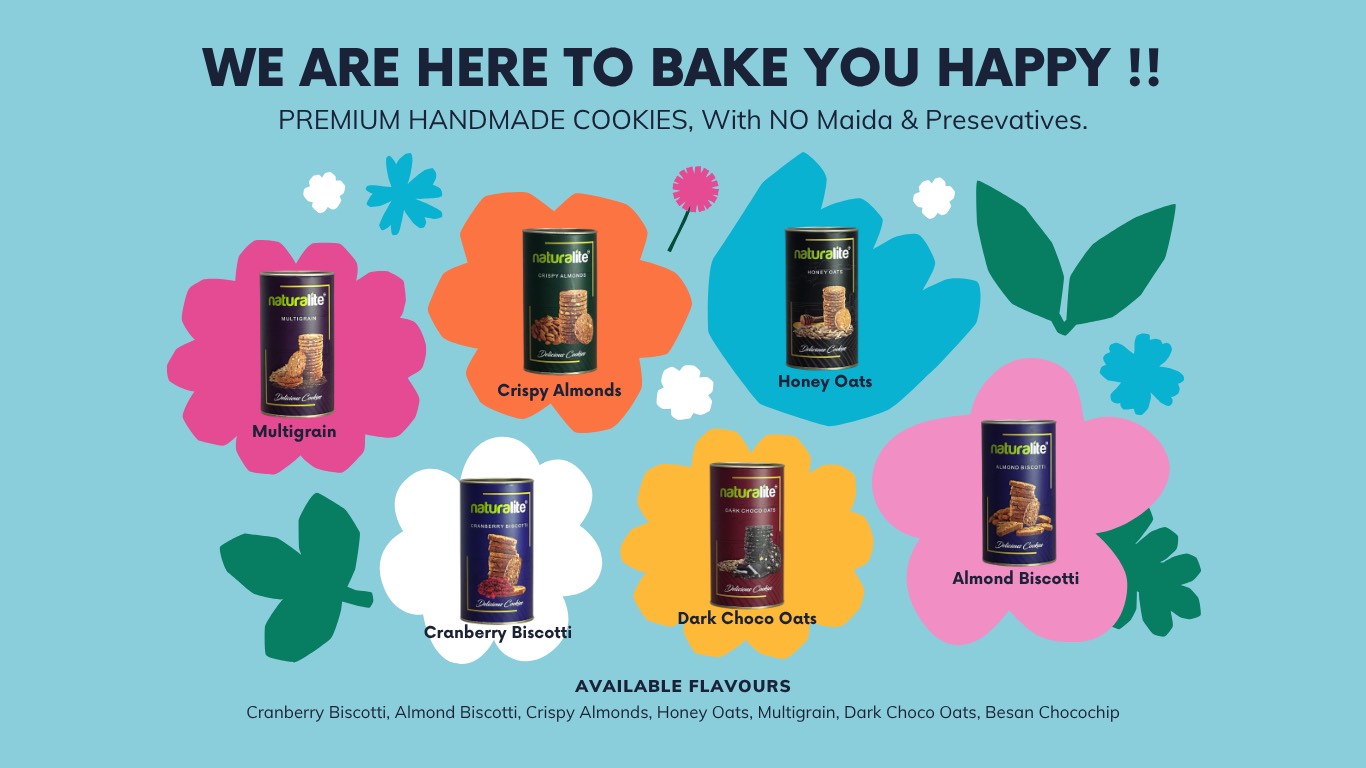 WE ARE HERE TO BAKE YOU HAPPY !!
PREMIUM HANDMADE COOKIES, With NO Maida & Presevatives.
naturalite®
MULTIGRAIN
Delicious Cookies
Multigrain
naturalite®
CRISPY ALMONDS
Delicious Cookies
Crispy Almonds
naturalite®
HONEY OATS
Delicious Cookies
Honey Oats
naturalite®
CRANBERRY BISCOTTI
Delicious Cookies
Cranberry Biscotti
naturalite®
DARK CHOCO OATS
Delicious Cookies
Dark Choco Oats
naturalite®
ALMOND BISCOTTI
Delicious Cookies
Almond Biscotti
AVAILABLE FLAVOURS
Cranberry Biscotti, Almond Biscotti, Crispy Almonds, Honey Oats, Multigrain, Dark Choco Oats, Besan Chocochip